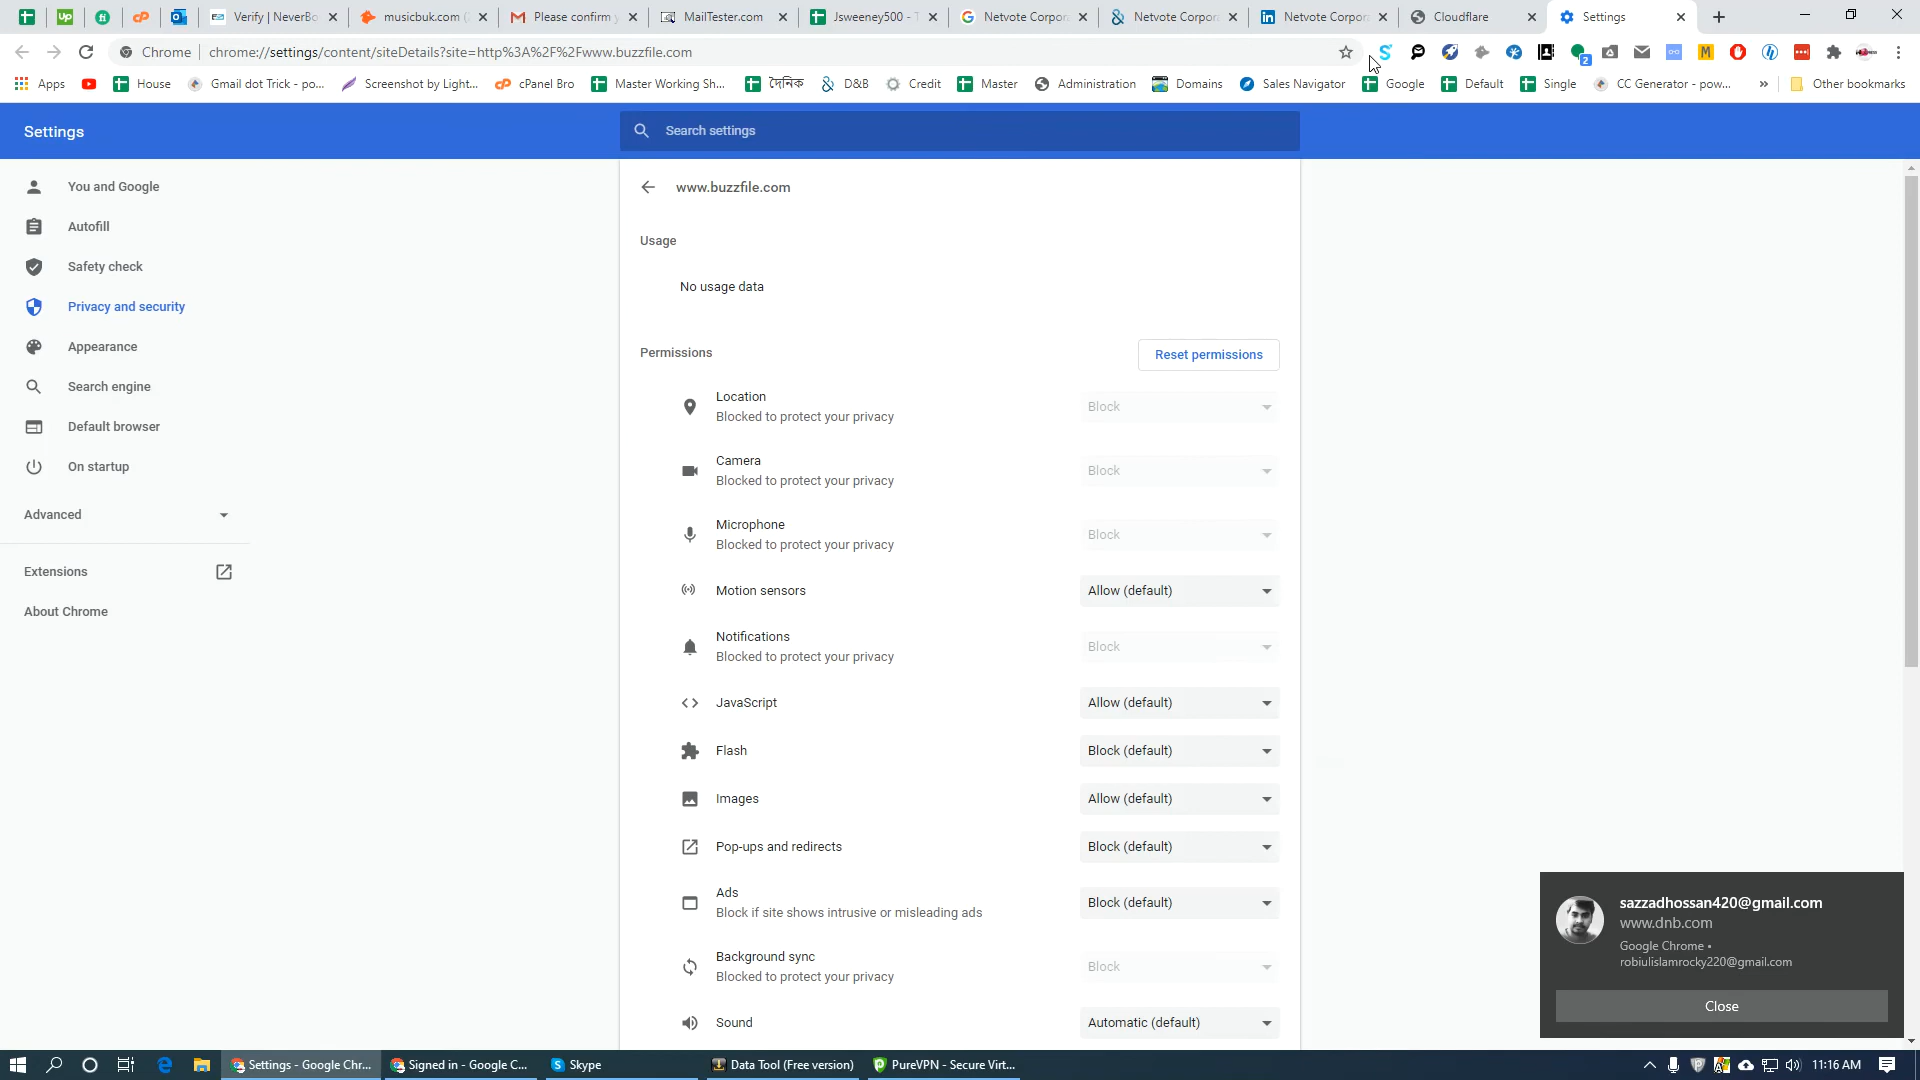 Verify | NeverBo
musicbuk.com (
Please confirm y
MailTester.com
Jsweeney500 - T
Netvote Corpor
Netvote Corpor
Netvote Corpora
Cloudflare
Settings
Chrome | chrome://settings/content/siteDetails?site=http%3A%2F%2Fwww.buzzfile.com
Apps
House
Gmail dot Trick - po...
Screenshot by Light...
cPanel Bro
Master Working Sh...
দৈনিক
D&B
Credit
Master
Administration
Domains
Sales Navigator
Google
Default
Single
CC Generator - pow...
»
Other bookmarks
Settings
Search settings
You and Google
Autofill
Safety check
Privacy and security
Appearance
Search engine
Default browser
On startup
Advanced
Extensions
About Chrome
www.buzzfile.com
Usage
No usage data
Permissions
Reset permissions
Location
Blocked to protect your privacy
Block
Camera
Blocked to protect your privacy
Block
Microphone
Blocked to protect your privacy
Block
Motion sensors
Allow (default)
Notifications
Blocked to protect your privacy
Block
JavaScript
Allow (default)
Flash
Block (default)
Images
Allow (default)
Pop-ups and redirects
Block (default)
Ads
Block if site shows intrusive or misleading ads
Block (default)
Background sync
Blocked to protect your privacy
Block
Sound
Automatic (default)
sazzadhossan420@gmail.com
www.dnb.com
Google Chrome •
robiulislamrocky220@gmail.com
Close
Settings - Google Chr...
Signed in - Google C...
Skype
Data Tool (Free version)
PureVPN - Secure Virt...
11:16 AM